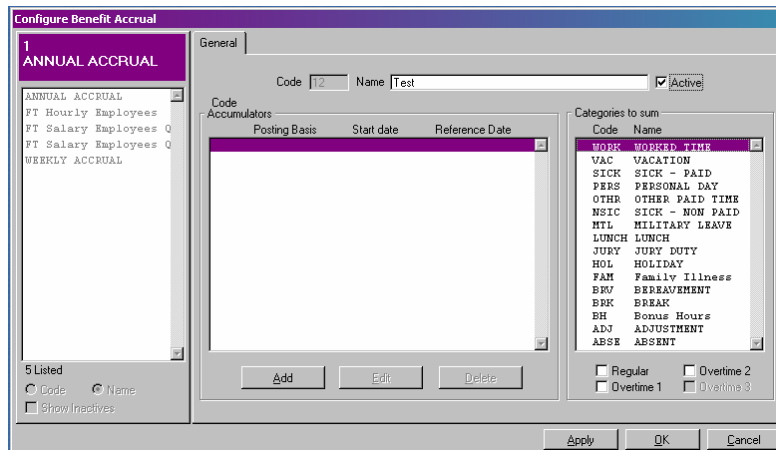 Configure Benefit Accrual
1
ANNUAL ACCRUAL
ANNUAL ACCRUAL
FT Hourly Employees
FT Salary Employees Q
FT Salary Employees Q
WEEKLY ACCRUAL
5 Listed
Code Name
Show Inactives
General
Code 12 Name Test Active
Code
Accumulators
Posting Basis Start date Reference Date
Add Edit Delete
Categories to sum
Code Name
WORK WORKED TIME
VAC VACATION
SICK SICK - PAID
PERS PERSONAL DAY
OTHR OTHER PAID TIME
NSIC SICK - NON PAID
MTL MILITARY LEAVE
LUNCH LUNCH
JURY JURY DUTY
HOL HOLIDAY
FAM Family Illness
BRV BEREAVEMENT
BRK BREAK
BH Bonus Hours
ADJ ADJUSTMENT
ABSE ABSENT
Regular Overtime 2
Overtime 1 Overtime 3
Apply OK Cancel